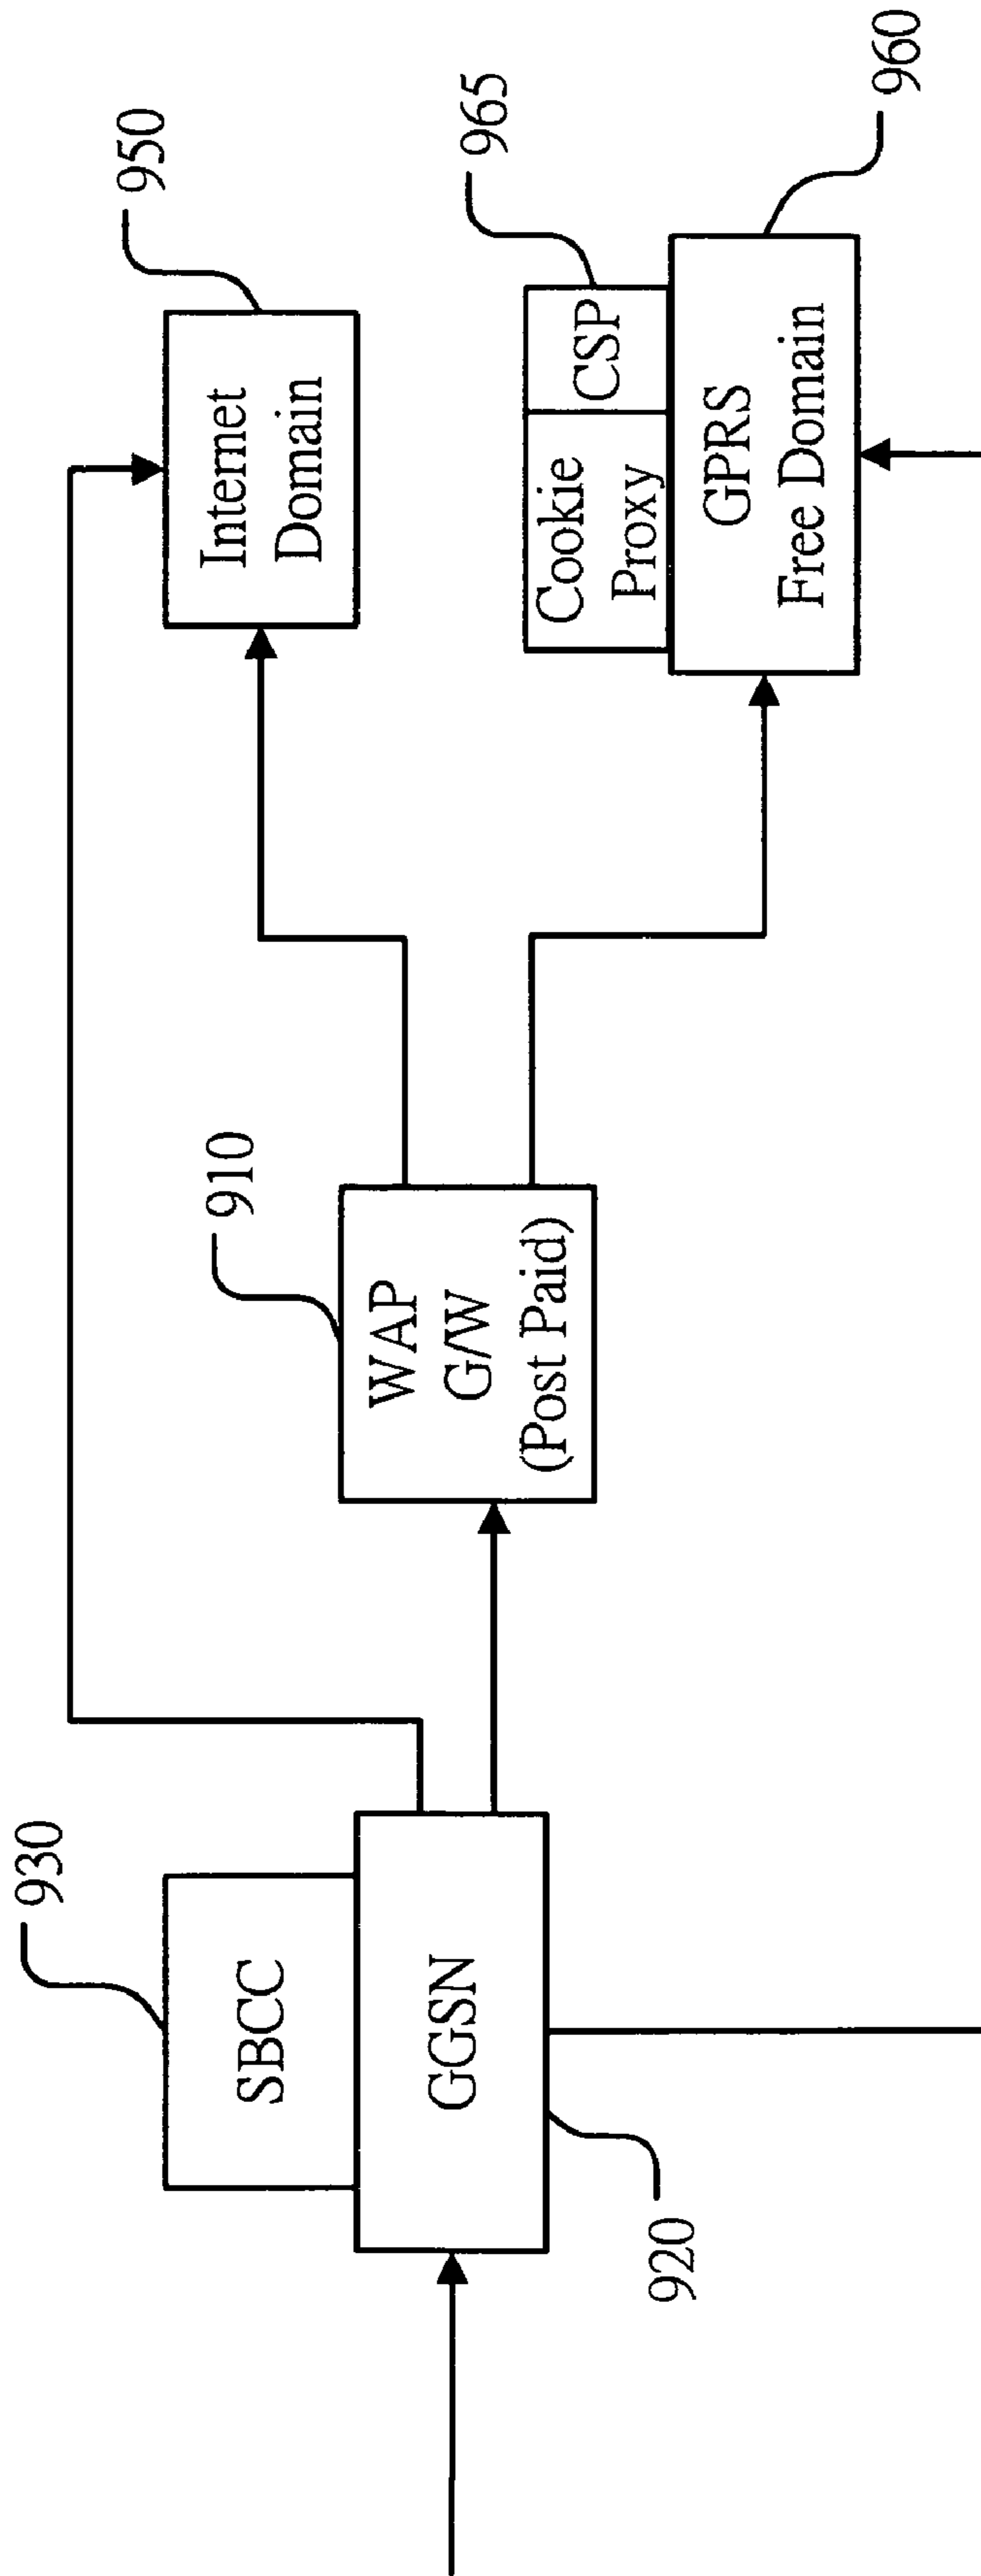 930
SBCC
GGSN
920
910
WAP
G/W
(Post Paid)
950
Internet
Domain
965
Cookie
Proxy
CSP
GPRS
Free Domain
960